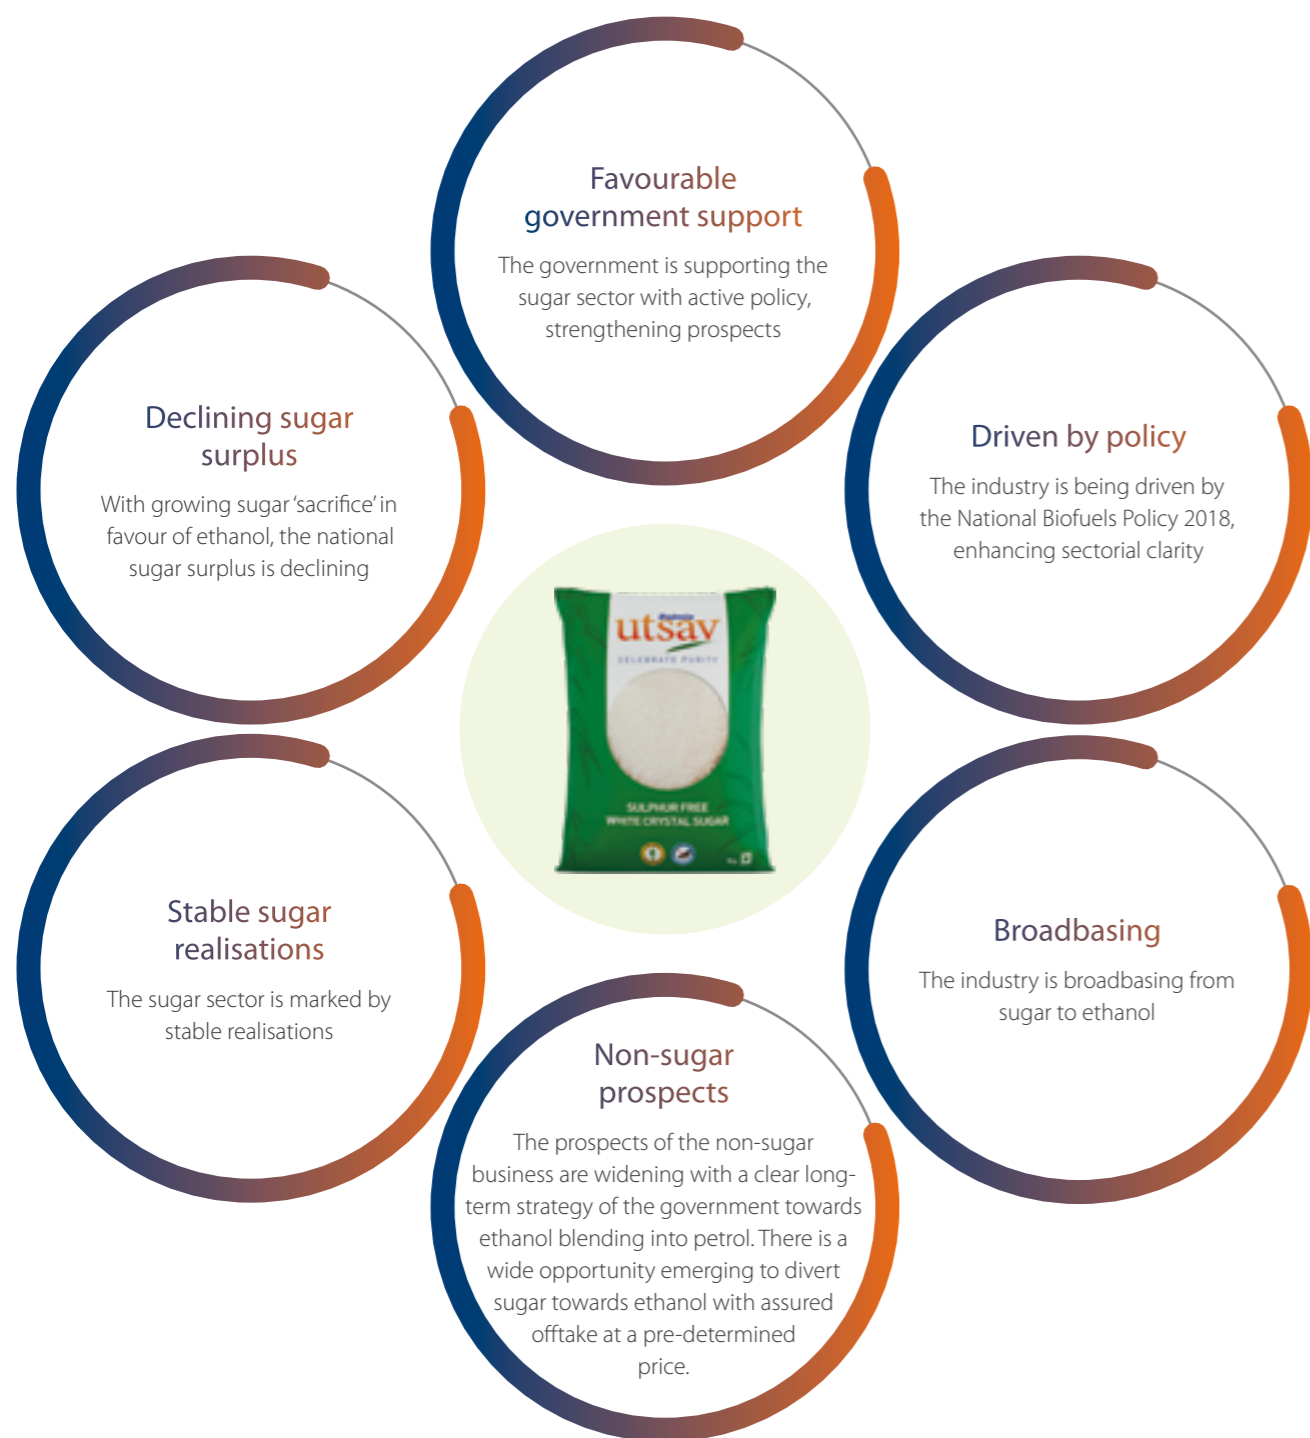 Favourable
government support
The government is supporting the
sugar sector with active policy,
strengthening prospects
Declining sugar
surplus
With growing sugar ‘sacrifice’ in
favour of ethanol, the national
sugar surplus is declining
Driven by policy
The industry is being driven by
the National Biofuels Policy 2018,
enhancing sectorial clarity
utsav
CELEBRATE PURITY
SULPHUR FREE
WHITE CRYSTAL SUGAR
Stable sugar
realisations
The sugar sector is marked by
stable realisations
Broadbasing
The industry is broadbasing from
sugar to ethanol
Non-sugar
prospects
The prospects of the non-sugar
business are widening with a clear long-
term strategy of the government towards
ethanol blending into petrol. There is a
wide opportunity emerging to divert
sugar towards ethanol with assured
offtake at a pre-determined
price.